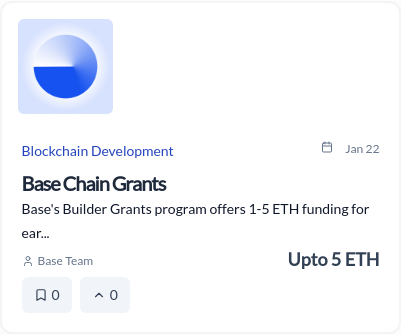 Blockchain Development
Jan 22
Base Chain Grants
Base's Builder Grants program offers 1-5 ETH funding for
ear...
Base Team
Upto 5 ETH
0
0